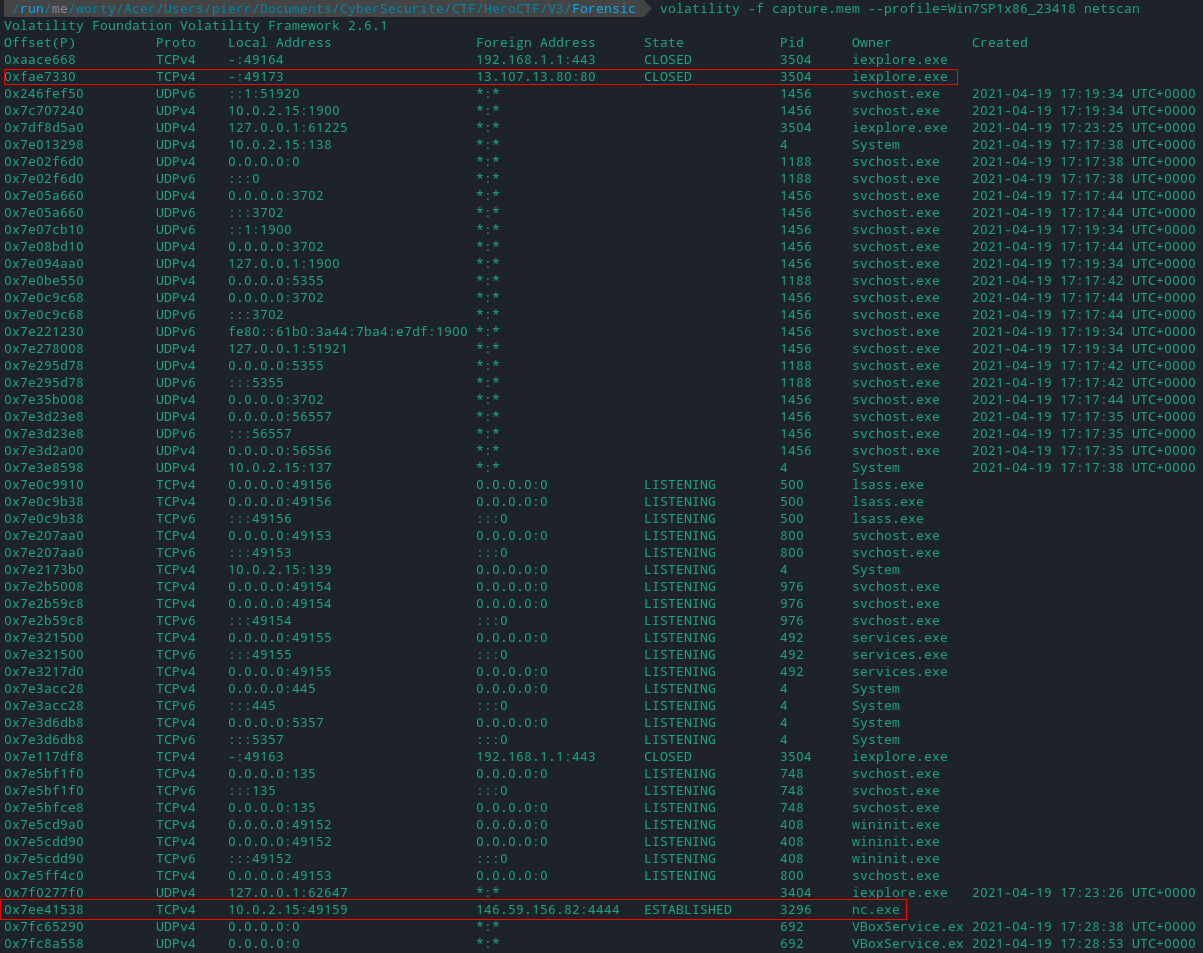 /run/me/worty/Acer/Users/pierr/Documents/CyberSecurite/CTF/HeroCTF/V3/Forensic volatility -f capture.mem --profile=Win7SP1x86_23418 netscan
Volatility Foundation Volatility Framework 2.6.1
Offset(P) Proto Local Address Foreign Address State Pid Owner Created
0xaace668 TCPv4 -:49164 192.168.1.1:443 CLOSED 3504 iexplore.exe
0xfae7330 TCPv4 -:49173 13.107.13.80:80 CLOSED 3504 iexplore.exe
0x246fef50 UDPv6 ::1:51920 *:* 1456 svchost.exe 2021-04-19 17:19:34 UTC+0000
0x7c707240 UDPv4 10.0.2.15:1900 *:* 1456 svchost.exe 2021-04-19 17:19:34 UTC+0000
0x7df8d5a0 UDPv4 127.0.0.1:61225 *:* 3504 iexplore.exe 2021-04-19 17:23:25 UTC+0000
0x7e013298 UDPv4 10.0.2.15:138 *:* 4 System 2021-04-19 17:17:38 UTC+0000
0x7e02f6d0 UDPv4 0.0.0.0:0 *:* 1188 svchost.exe 2021-04-19 17:17:38 UTC+0000
0x7e02f6d0 UDPv6 :::0 *:* 1188 svchost.exe 2021-04-19 17:17:38 UTC+0000
0x7e05a660 UDPv4 0.0.0.0:3702 *:* 1456 svchost.exe 2021-04-19 17:17:44 UTC+0000
0x7e05a660 UDPv6 :::3702 *:* 1456 svchost.exe 2021-04-19 17:17:44 UTC+0000
0x7e07cb10 UDPv6 ::1:1900 *:* 1456 svchost.exe 2021-04-19 17:19:34 UTC+0000
0x7e08bd10 UDPv4 0.0.0.0:3702 *:* 1456 svchost.exe 2021-04-19 17:17:44 UTC+0000
0x7e094aa0 UDPv4 127.0.0.1:1900 *:* 1456 svchost.exe 2021-04-19 17:19:34 UTC+0000
0x7e0be550 UDPv4 0.0.0.0:5355 *:* 1188 svchost.exe 2021-04-19 17:17:42 UTC+0000
0x7e0c9c68 UDPv4 0.0.0.0:3702 *:* 1456 svchost.exe 2021-04-19 17:17:44 UTC+0000
0x7e0c9c68 UDPv6 :::3702 *:* 1456 svchost.exe 2021-04-19 17:17:44 UTC+0000
0x7e221230 UDPv6 fe80::61b0:3a44:7ba4:e7df:1900 *:* 1456 svchost.exe 2021-04-19 17:19:34 UTC+0000
0x7e278008 UDPv4 127.0.0.1:51921 *:* 1456 svchost.exe 2021-04-19 17:19:34 UTC+0000
0x7e295d78 UDPv4 0.0.0.0:5355 *:* 1188 svchost.exe 2021-04-19 17:17:42 UTC+0000
0x7e295d78 UDPv6 :::5355 *:* 1188 svchost.exe 2021-04-19 17:17:42 UTC+0000
0x7e35b008 UDPv4 0.0.0.0:3702 *:* 1456 svchost.exe 2021-04-19 17:17:44 UTC+0000
0x7e3d23e8 UDPv4 0.0.0.0:56557 *:* 1456 svchost.exe 2021-04-19 17:17:35 UTC+0000
0x7e3d23e8 UDPv6 :::56557 *:* 1456 svchost.exe 2021-04-19 17:17:35 UTC+0000
0x7e3d2a00 UDPv4 0.0.0.0:56556 *:* 1456 svchost.exe 2021-04-19 17:17:35 UTC+0000
0x7e3e8598 UDPv4 10.0.2.15:137 *:* 4 System 2021-04-19 17:17:38 UTC+0000
0x7e0c9910 TCPv4 0.0.0.0:49156 0.0.0.0:0 LISTENING 500 lsass.exe
0x7e0c9b38 TCPv4 0.0.0.0:49156 0.0.0.0:0 LISTENING 500 lsass.exe
0x7e0c9b38 TCPv6 :::49156 :::0 LISTENING 500 lsass.exe
0x7e207aa0 TCPv4 0.0.0.0:49153 0.0.0.0:0 LISTENING 800 svchost.exe
0x7e207aa0 TCPv6 :::49153 :::0 LISTENING 800 svchost.exe
0x7e2173b0 TCPv4 10.0.2.15:139 0.0.0.0:0 LISTENING 4 System
0x7e2b5008 TCPv4 0.0.0.0:49154 0.0.0.0:0 LISTENING 976 svchost.exe
0x7e2b59c8 TCPv4 0.0.0.0:49154 0.0.0.0:0 LISTENING 976 svchost.exe
0x7e2b59c8 TCPv6 :::49154 :::0 LISTENING 976 svchost.exe
0x7e321500 TCPv4 0.0.0.0:49155 0.0.0.0:0 LISTENING 492 services.exe
0x7e321500 TCPv6 :::49155 :::0 LISTENING 492 services.exe
0x7e3217d0 TCPv4 0.0.0.0:49155 0.0.0.0:0 LISTENING 492 services.exe
0x7e3acc28 TCPv4 0.0.0.0:445 0.0.0.0:0 LISTENING 4 System
0x7e3acc28 TCPv6 :::445 :::0 LISTENING 4 System
0x7e3d6db8 TCPv4 0.0.0.0:5357 0.0.0.0:0 LISTENING 4 System
0x7e3d6db8 TCPv6 :::5357 :::0 LISTENING 4 System
0x7e117df8 TCPv4 -:49163 192.168.1.1:443 CLOSED 3504 iexplore.exe
0x7e5bf1f0 TCPv4 0.0.0.0:135 0.0.0.0:0 LISTENING 748 svchost.exe
0x7e5bf1f0 TCPv6 :::135 :::0 LISTENING 748 svchost.exe
0x7e5bfce8 TCPv4 0.0.0.0:135 0.0.0.0:0 LISTENING 748 svchost.exe
0x7e5cd9a0 TCPv4 0.0.0.0:49152 0.0.0.0:0 LISTENING 408 wininit.exe
0x7e5cdd90 TCPv4 0.0.0.0:49152 0.0.0.0:0 LISTENING 408 wininit.exe
0x7e5cdd90 TCPv6 :::49152 :::0 LISTENING 408 wininit.exe
0x7e5ff4c0 TCPv4 0.0.0.0:49153 0.0.0.0:0 LISTENING 800 svchost.exe
0x7f0277f0 UDPv4 127.0.0.1:62647 *:* 3404 iexplore.exe 2021-04-19 17:23:26 UTC+0000
0x7ee41538 TCPv4 10.0.2.15:49159 146.59.156.82:4444 ESTABLISHED 3296 nc.exe
0x7fc65290 UDPv4 0.0.0.0:0 *:* 692 VBoxService.ex 2021-04-19 17:28:38 UTC+0000
0x7fc8a558 UDPv4 0.0.0.0:0 *:* 692 VBoxService.ex 2021-04-19 17:28:53 UTC+0000